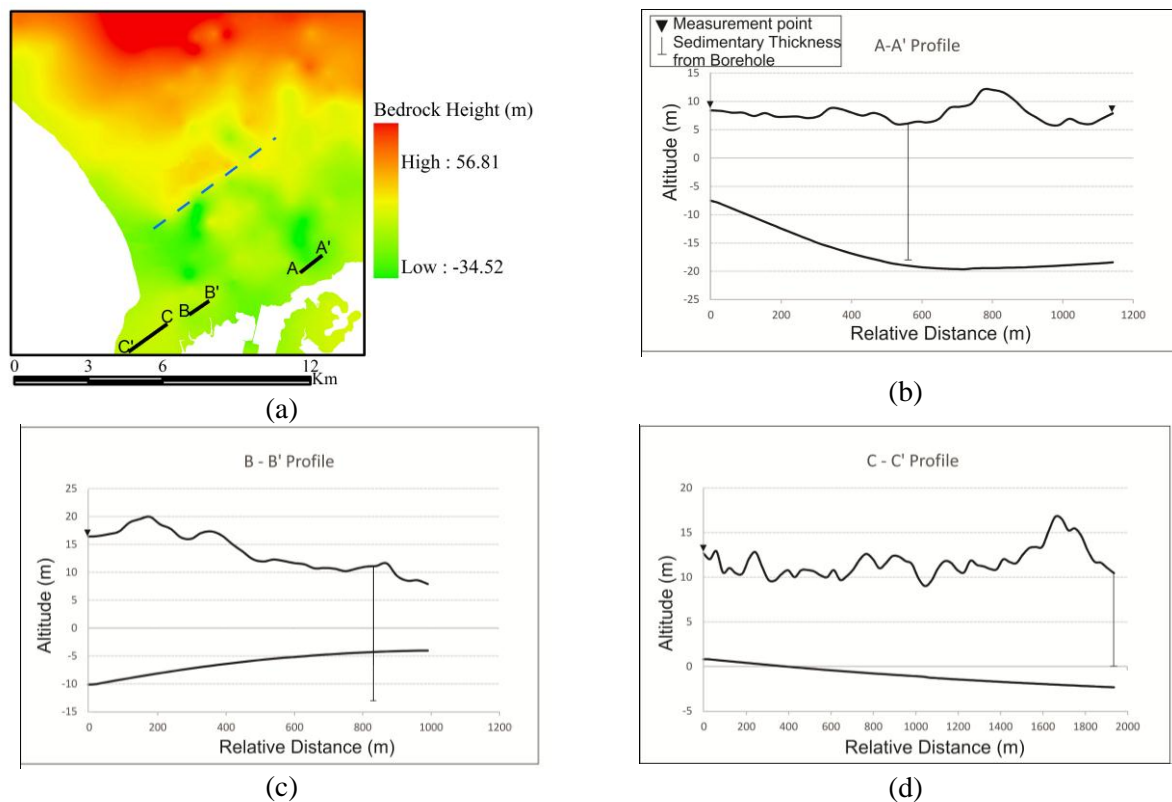 (a)
Bedrock Height (m)
High : 56.81
Low : -34.52
A
A'
B
B'
C
C'
0
3
6
12
Km
(b)
Measurement point
Sedimentary Thickness
from Borehole
A-A' Profile
Altitude (m)
15
10
5
0
-5
-10
-15
-20
-25
0 200 400 600 800 1000 1200
Relative Distance (m)
B - B' Profile
Altitude (m)
25
20
15
10
5
0
-5
-10
-15
0 200 400 600 800 1000 1200
Relative Distance (m)
(c)
C - C' Profile
Altitude (m)
20
15
10
5
0
-5
0 200 400 600 800 1000 1200 1400 1600 1800 2000
Relative Distance (m)
(d)